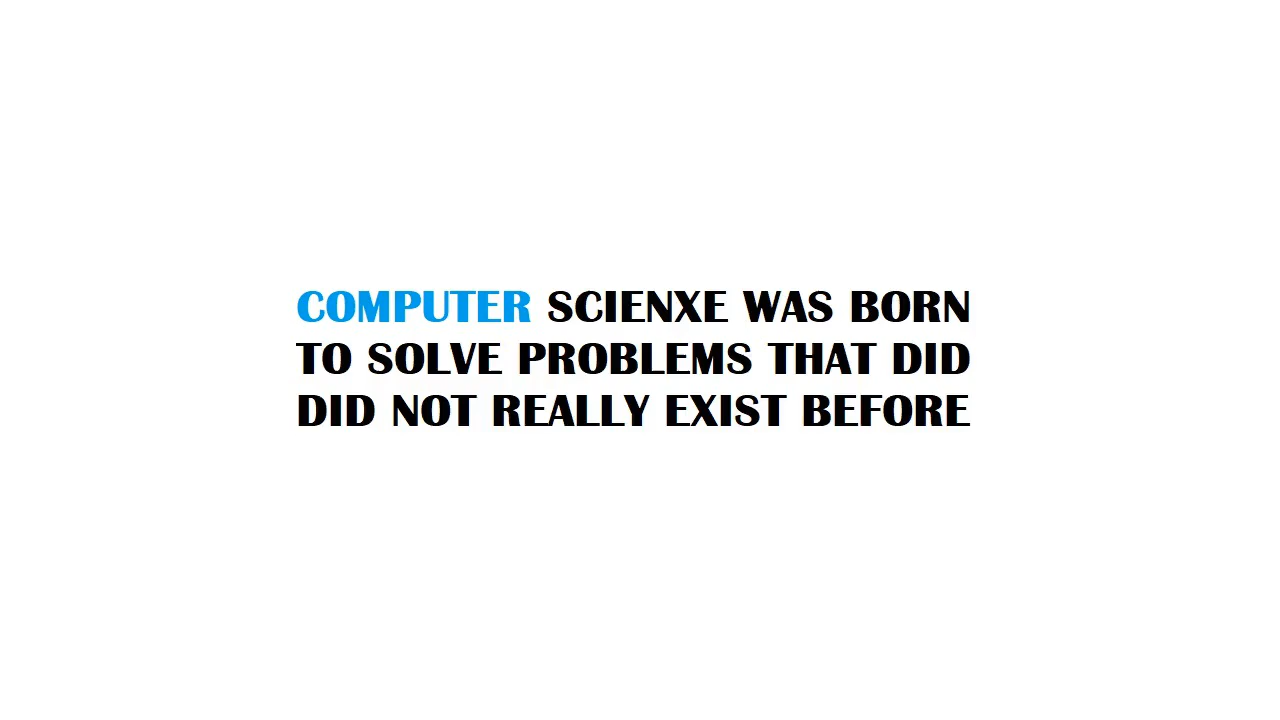 COMPUTER SCIENXE WAS BORN
TO SOLVE PROBLEMS THAT DID
DID NOT REALLY EXIST BEFORE